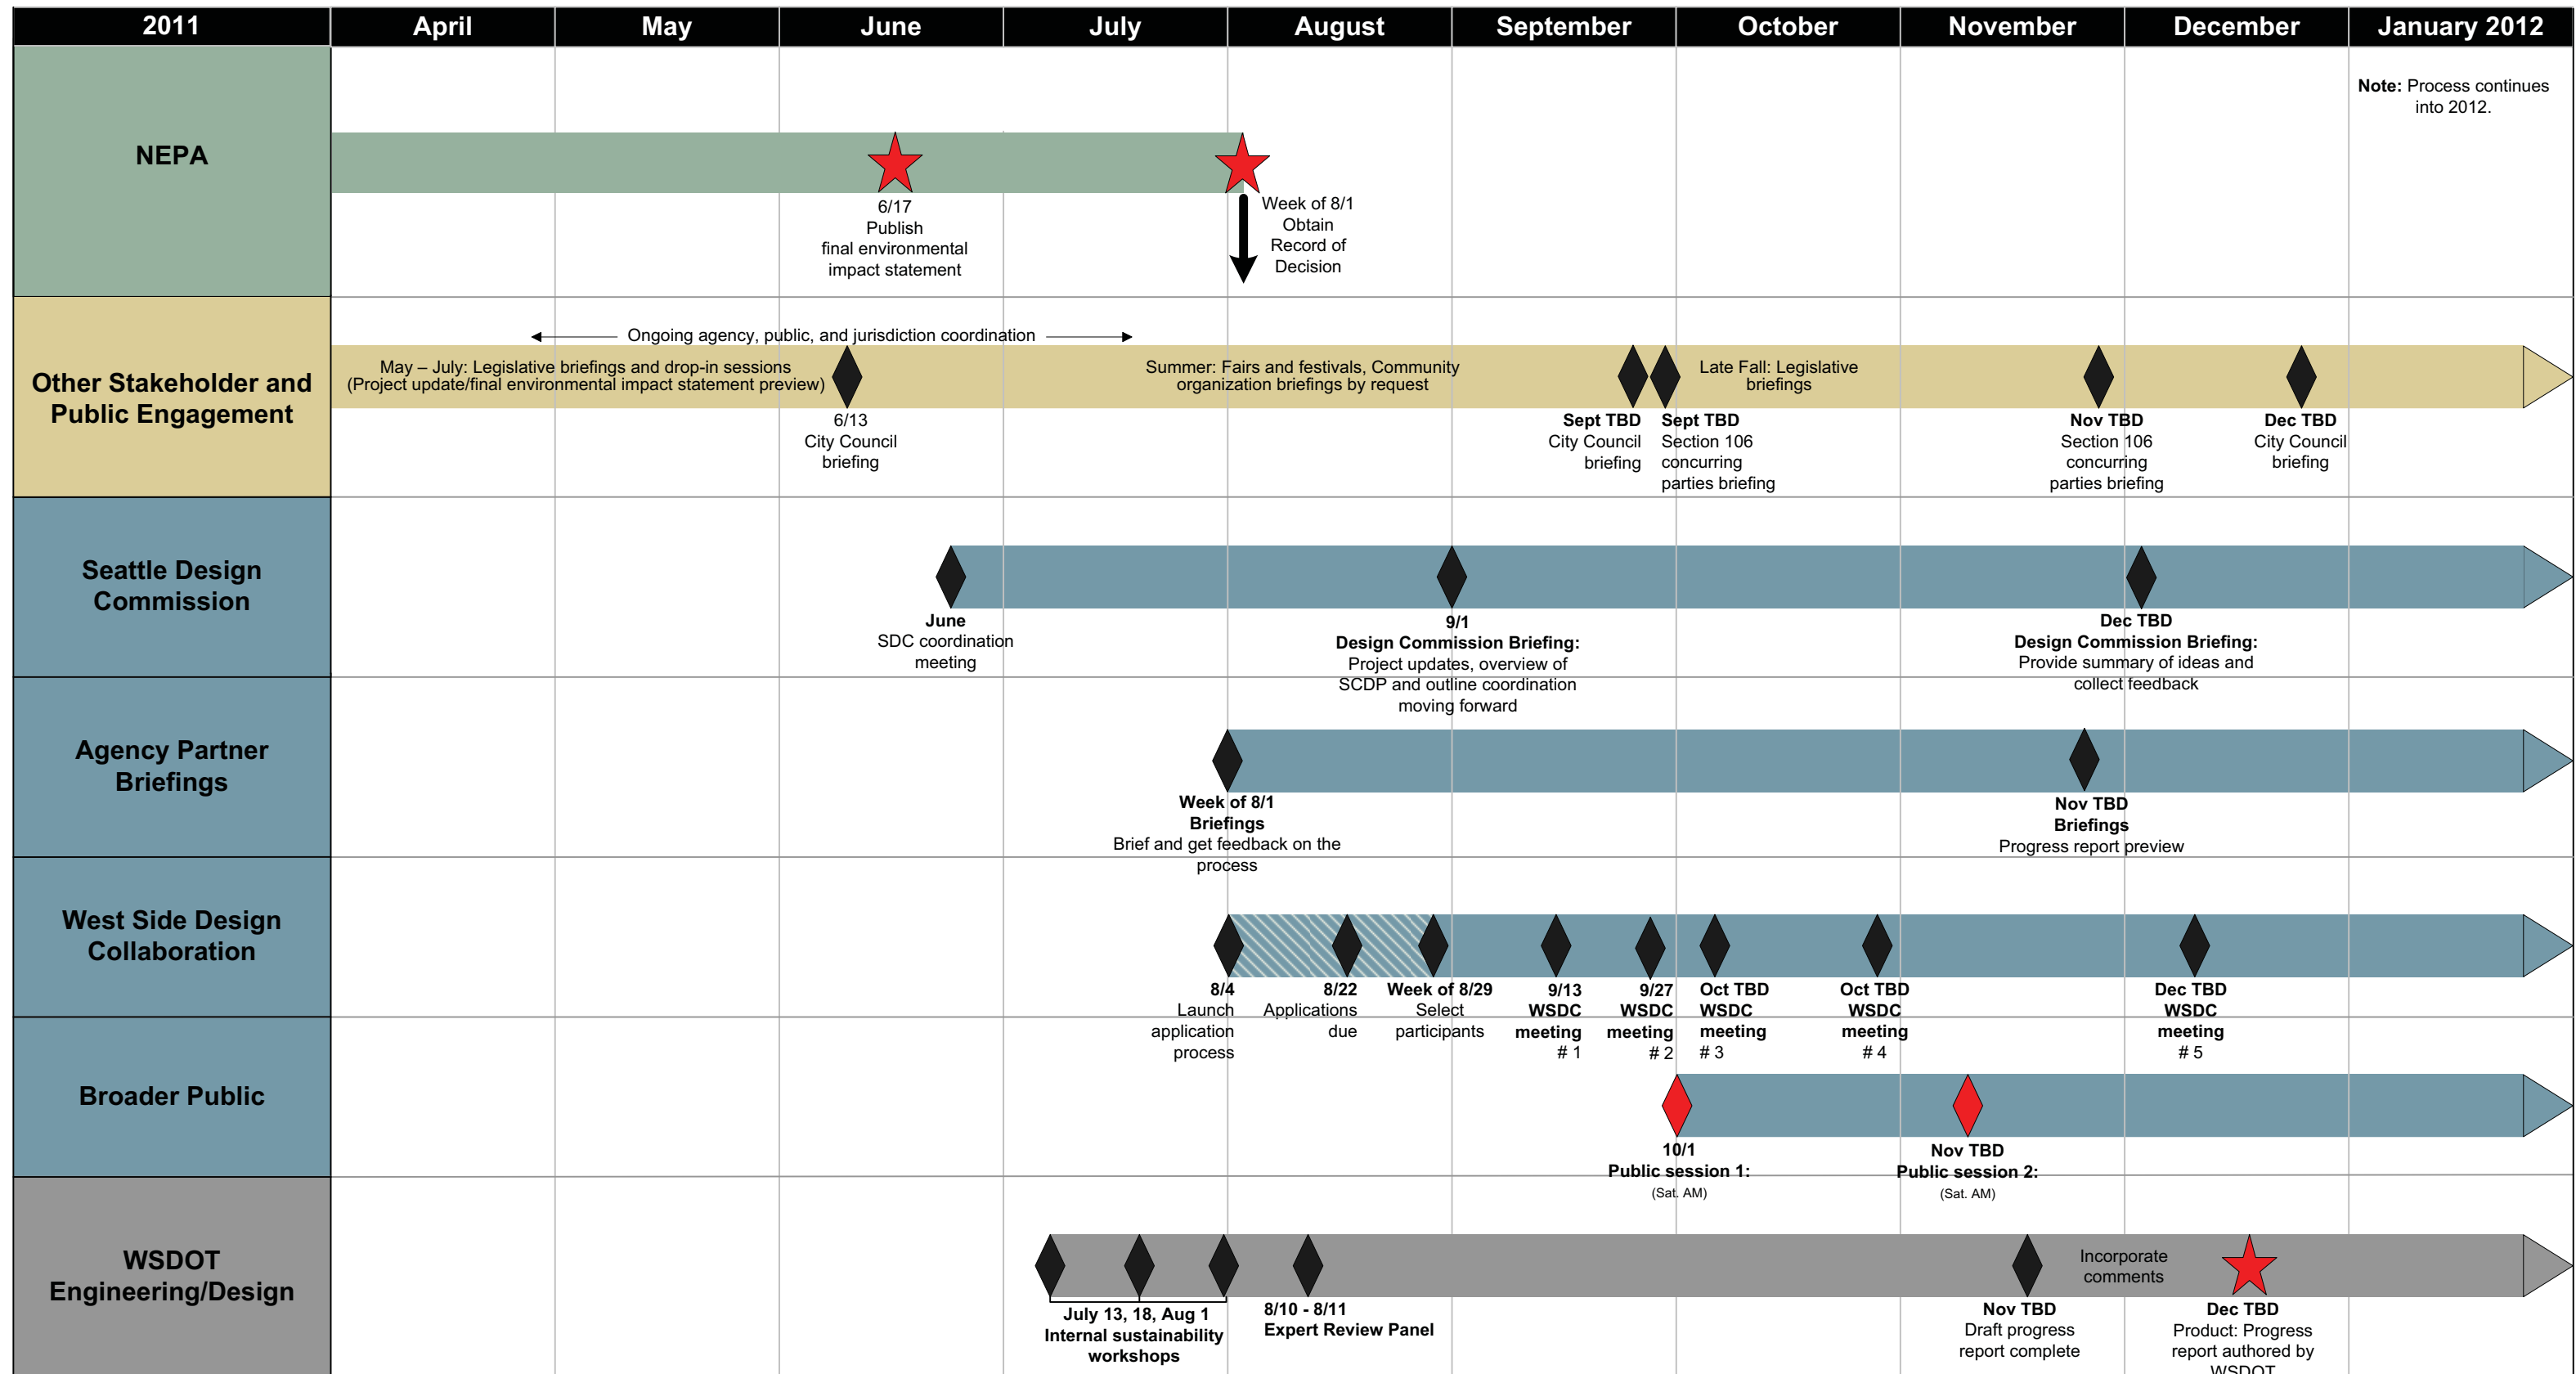 2011 April May June July August September October November December January 2012
Note: Process continues
into 2012.
NEPA
6/17
Publish
final environmental
impact statement
Week of 8/1
Obtain
Record of
Decision
Other Stakeholder and
Public Engagement
Ongoing agency, public, and jurisdiction coordination
May – July: Legislative briefings and drop-in sessions
(Project update/final environmental impact statement preview)
Summer: Fairs and festivals, Community
organization briefings by request
Late Fall: Legislative
briefings
6/13
City Council
briefing
Sept TBD
City Council
briefing
Sept TBD
Section 106
concurring
parties briefing
Nov TBD
Section 106
concurring
parties briefing
Dec TBD
City Council
briefing
Seattle Design
Commission
June
SDC coordination
meeting
9/1
Design Commission Briefing:
Project updates, overview of
SCDP and outline coordination
moving forward
Dec TBD
Design Commission Briefing:
Provide summary of ideas and
collect feedback
Agency Partner
Briefings
Week of 8/1
Briefings
Brief and get feedback on the
process
Nov TBD
Briefings
Progress report preview
West Side Design
Collaboration
8/4
Launch
application
process
8/22
Applications
due
Week of 8/29
Select
participants
9/13
WSDC
meeting
# 1
9/27
WSDC
meeting
# 2
Oct TBD
WSDC
meeting
# 3
Oct TBD
WSDC
meeting
# 4
Dec TBD
WSDC
meeting
# 5
Broader Public
10/1
Public session 1:
(Sat. AM)
Nov TBD
Public session 2:
(Sat. AM)
WSDOT
Engineering/Design
July 13, 18, Aug 1
Internal sustainability
workshops
8/10 - 8/11
Expert Review Panel
Nov TBD
Draft progress
report complete
Incorporate
comments
Dec TBD
Product: Progress
report authored by
WSDOT